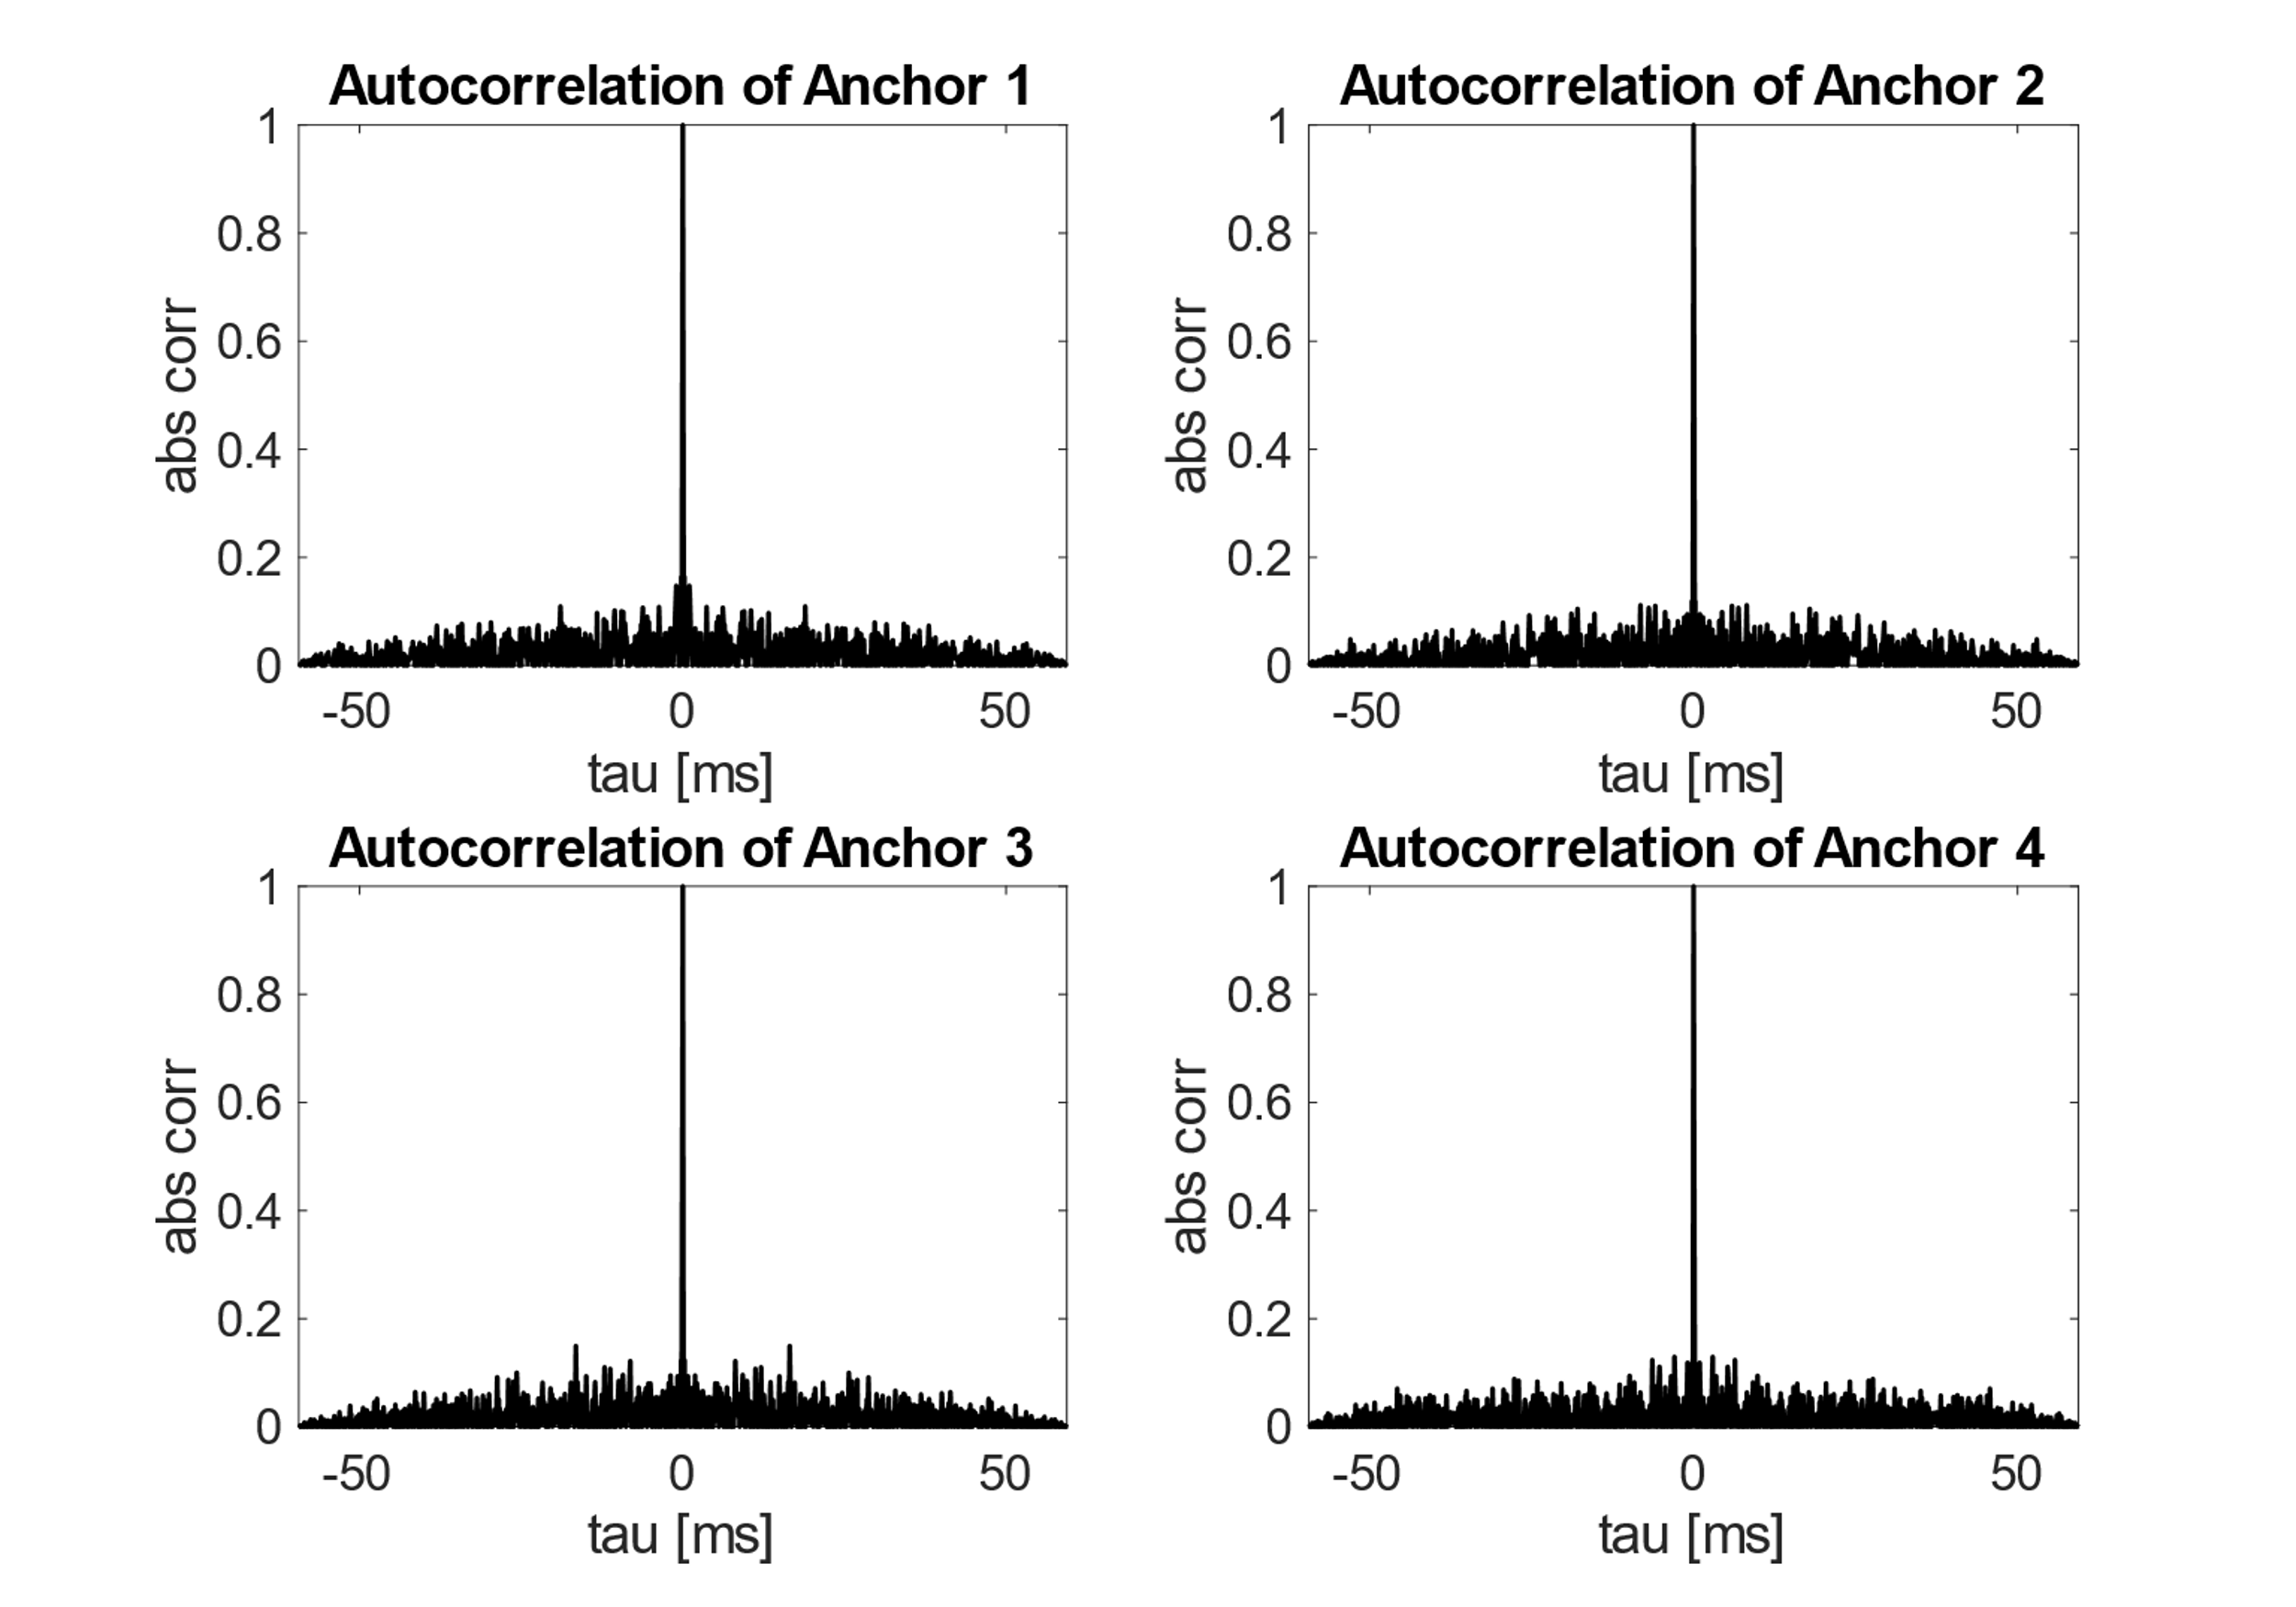 Autocorrelation of Anchor 1
1
0.8
0.6
0.4
0.2
0
abs corr
-50 0 50
tau [ms]
Autocorrelation of Anchor 2
1
0.8
0.6
0.4
0.2
0
abs corr
-50 0 50
tau [ms]
Autocorrelation of Anchor 3
1
0.8
0.6
0.4
0.2
0
abs corr
-50 0 50
tau [ms]
Autocorrelation of Anchor 4
1
0.8
0.6
0.4
0.2
0
abs corr
-50 0 50
tau [ms]